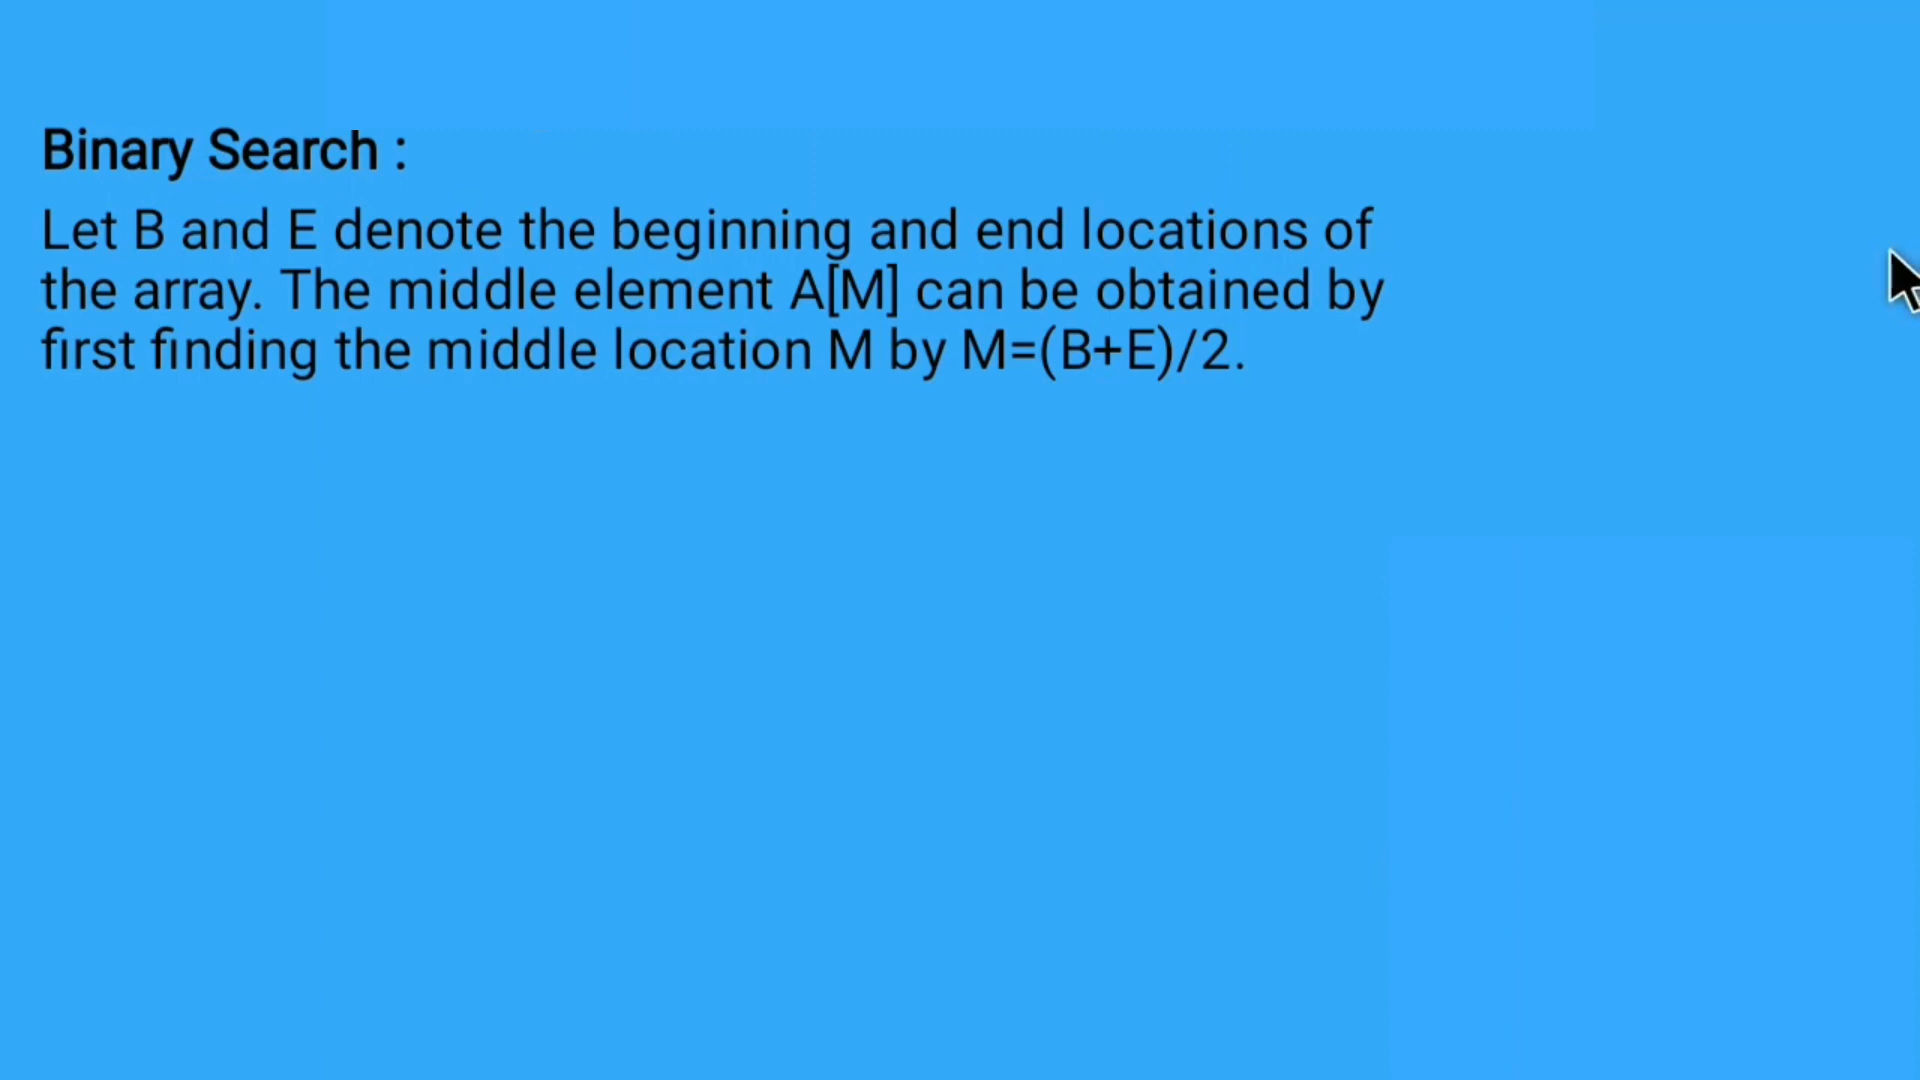 Binary Search :
Let B and E denote the beginning and end locations of
the array. The middle element A[M] can be obtained by
first finding the middle location M by M=(B+E)/2.